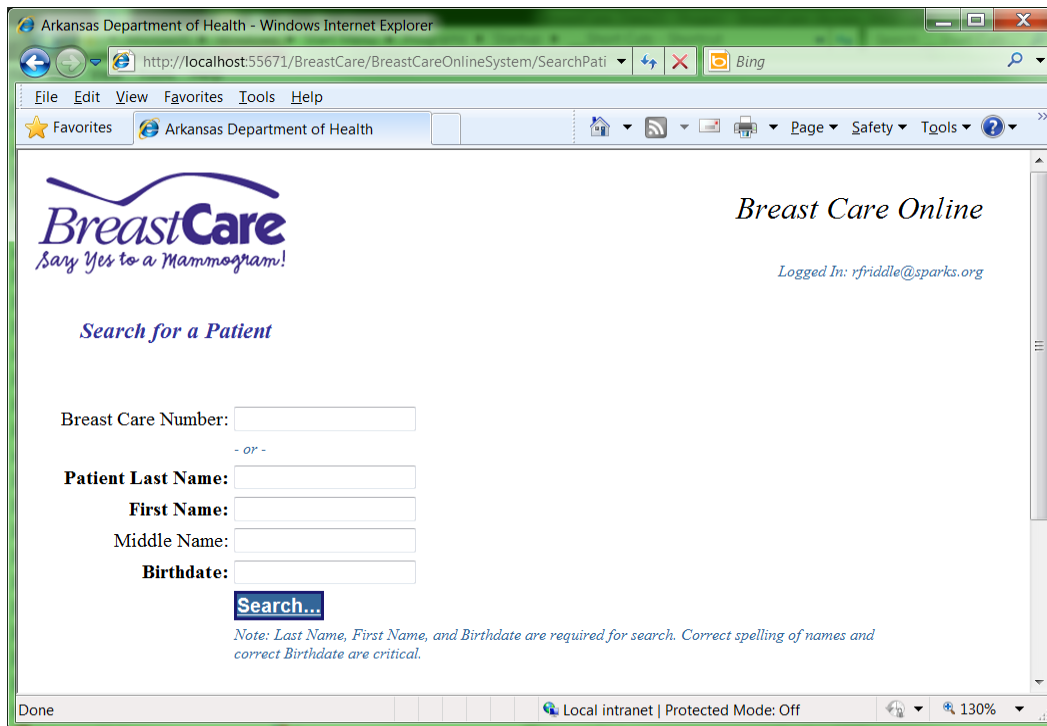 Arkansas Department of Health - Windows Internet Explorer
http://localhost:55671/BreastCare/BreastCareOnlineSystem/SearchPati
Bing
File Edit View Favorites Tools Help
Favorites Arkansas Department of Health Page Safety Tools
BreastCare Breast Care Online
Say Yes to a Mammogram!
Logged In: rfriddle@sparks.org
Search for a Patient
Breast Care Number:
- or -
Patient Last Name:
First Name:
Middle Name:
Birthdate:
Search...
Note: Last Name, First Name, and Birthdate are required for search. Correct spelling of names and
correct Birthdate are critical.
Done Local intranet | Protected Mode: Off 130%